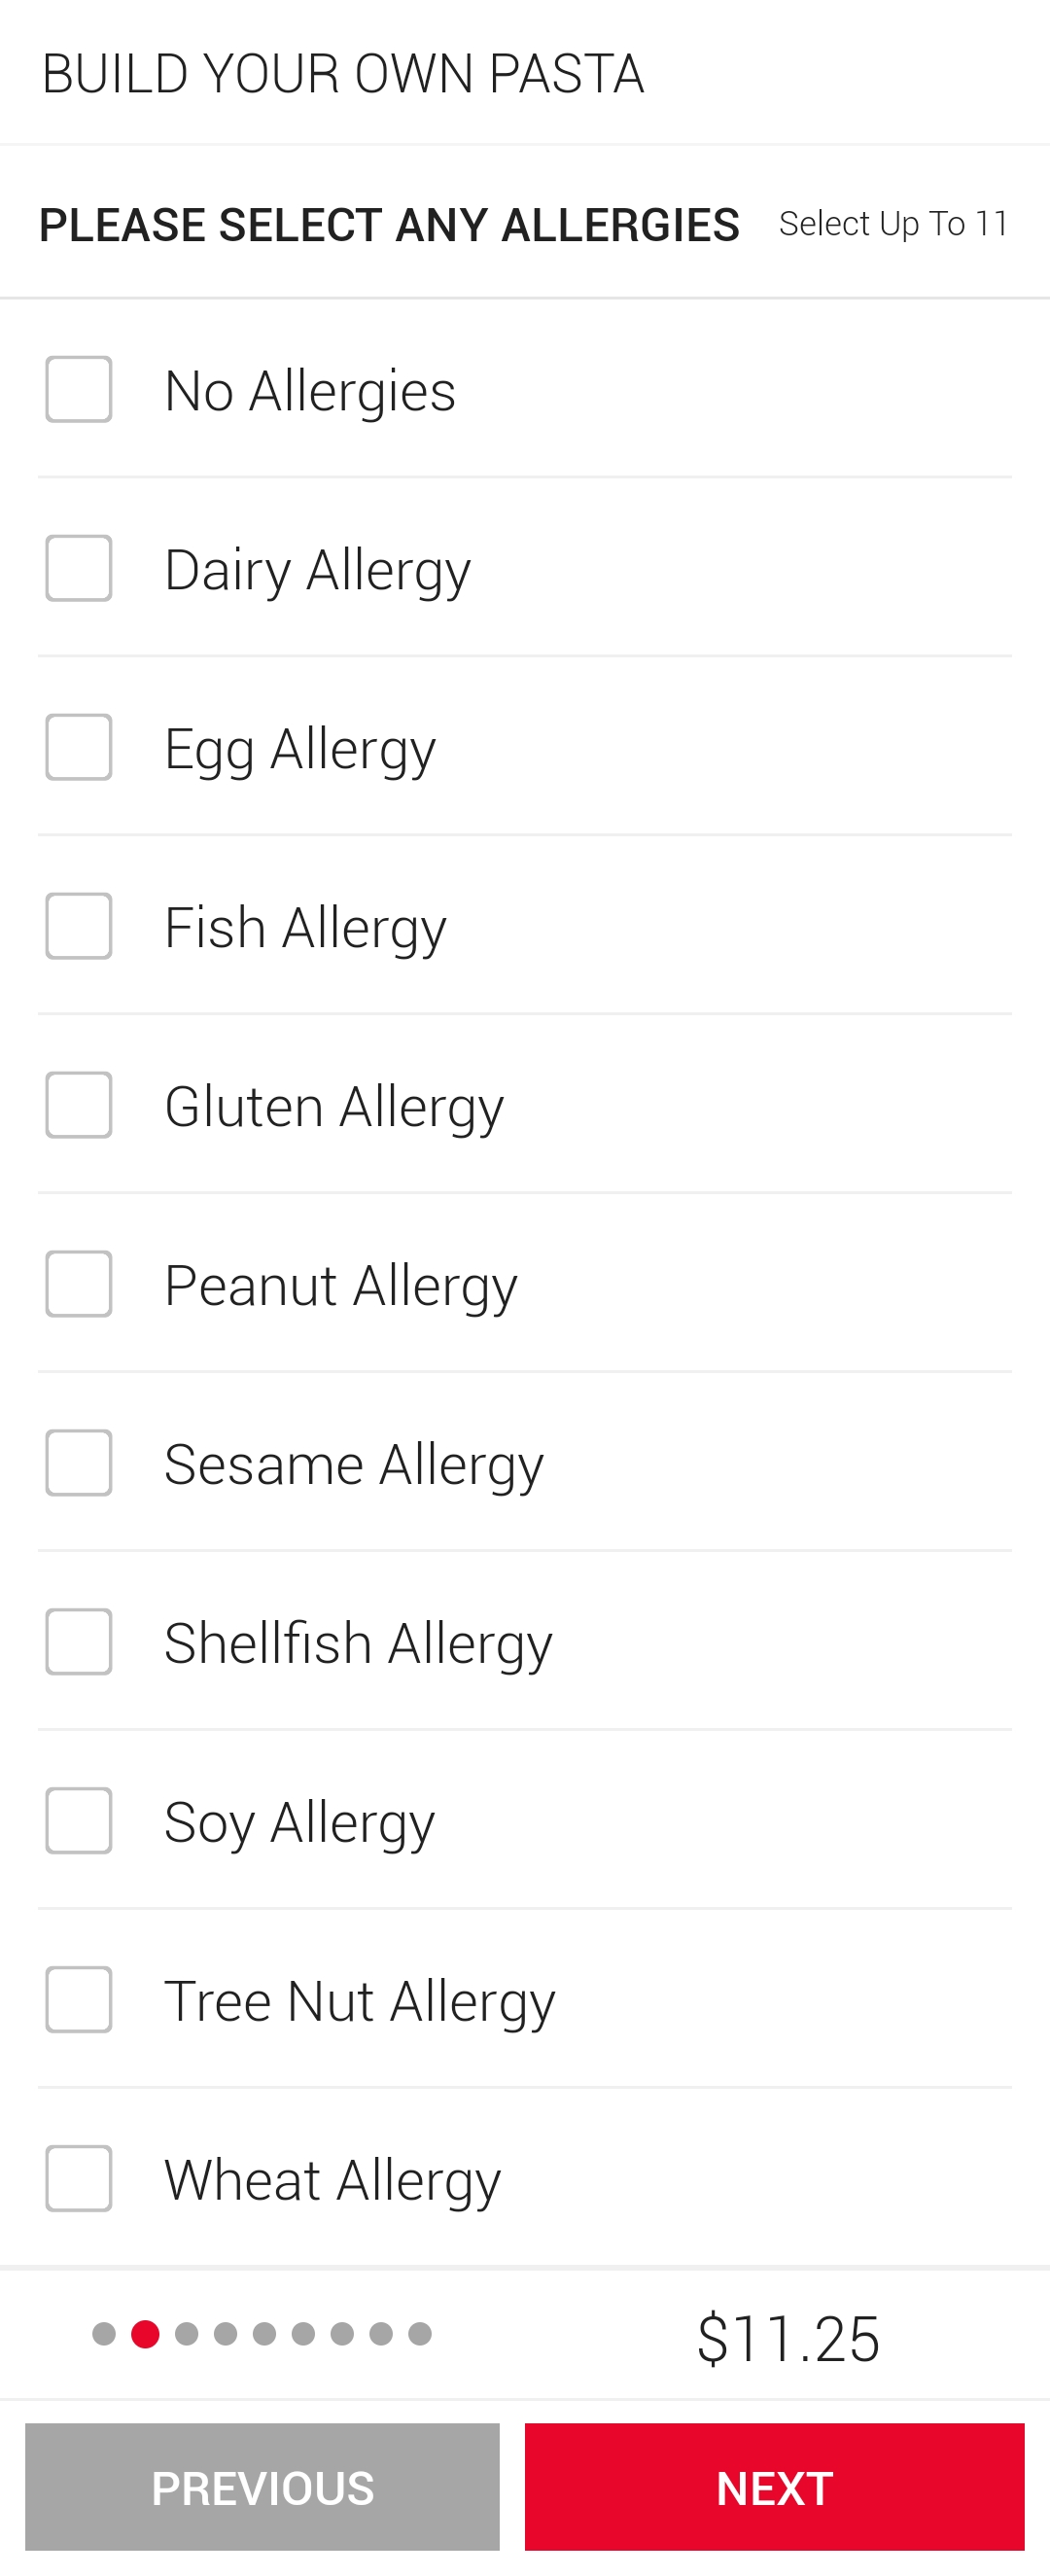 BUILD YOUR OWN PASTA
PLEASE SELECT ANY ALLERGIES Select Up To 11
No Allergies
Dairy Allergy
Egg Allergy
Fish Allergy
Gluten Allergy
Peanut Allergy
Sesame Allergy
Shellfish Allergy
Soy Allergy
Tree Nut Allergy
Wheat Allergy
$11.25
PREVIOUS NEXT